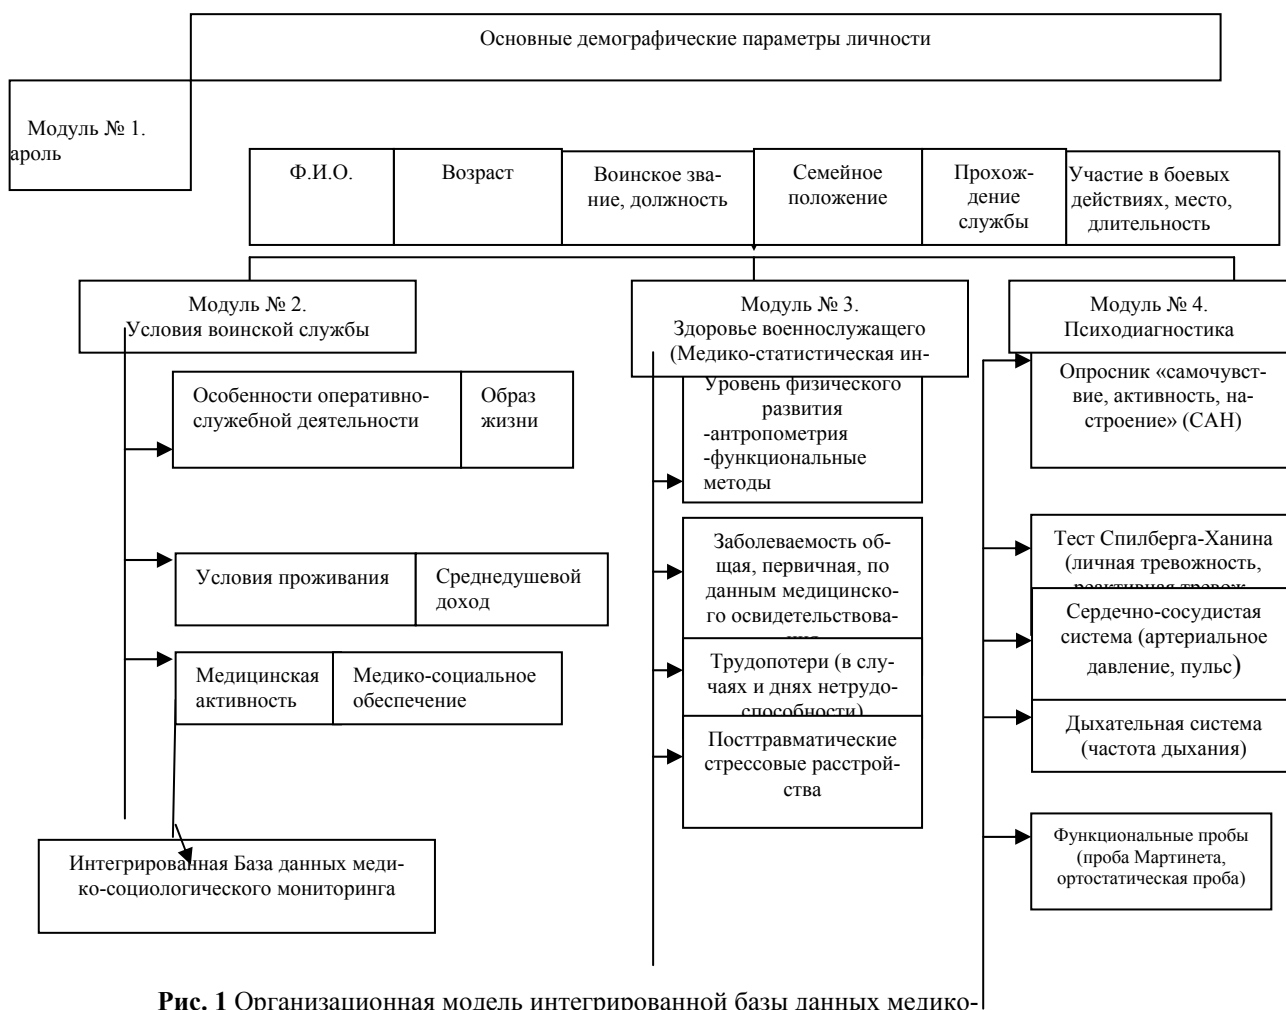 Основные демографические параметры личности
Модуль № 1.
ароль
Ф.И.О.
Возраст
Воинское зва-
ние, должность
Семейное
положение
Прохож-
дение
службы
Участие в боевых
действиях, место,
длительность
Модуль № 2.
Условия воинской службы
Особенности оперативно-
служебной деятельности
Образ
жизни
Условия проживания
Среднедушевой
доход
Медицинская
активность
Медико-социальное
обеспечение
Интегрированная База данных меди-
ко-социологического мониторинга
Модуль № 3.
Здоровье военнослужащего
(Медико-статистическая ин-
Уровень физического
развития
-антропометрия
-функциональные
методы
Заболеваемость об-
щая, первичная, по
данным медицинско-
го освидетельствова-
ния
Трудопотери (в слу-
чаях и днях нетрудо-
способности)
Посттравматические
стрессовые расстрой-
ства
Модуль № 4.
Психодиагностика
Опросник «самочувст-
вие, активность, на-
строение» (САН)
Тест Спилберга-Ханина
(личная тревожность,
реактивная тревож-
Сердечно-сосудистая
система (артериальное
давление, пульс)
Дыхательная система
(частота дыхания)
Функциональные пробы
(проба Мартинета,
ортостатическая проба)
Рис. 1 Организационная модель интегрированной базы данных медико-